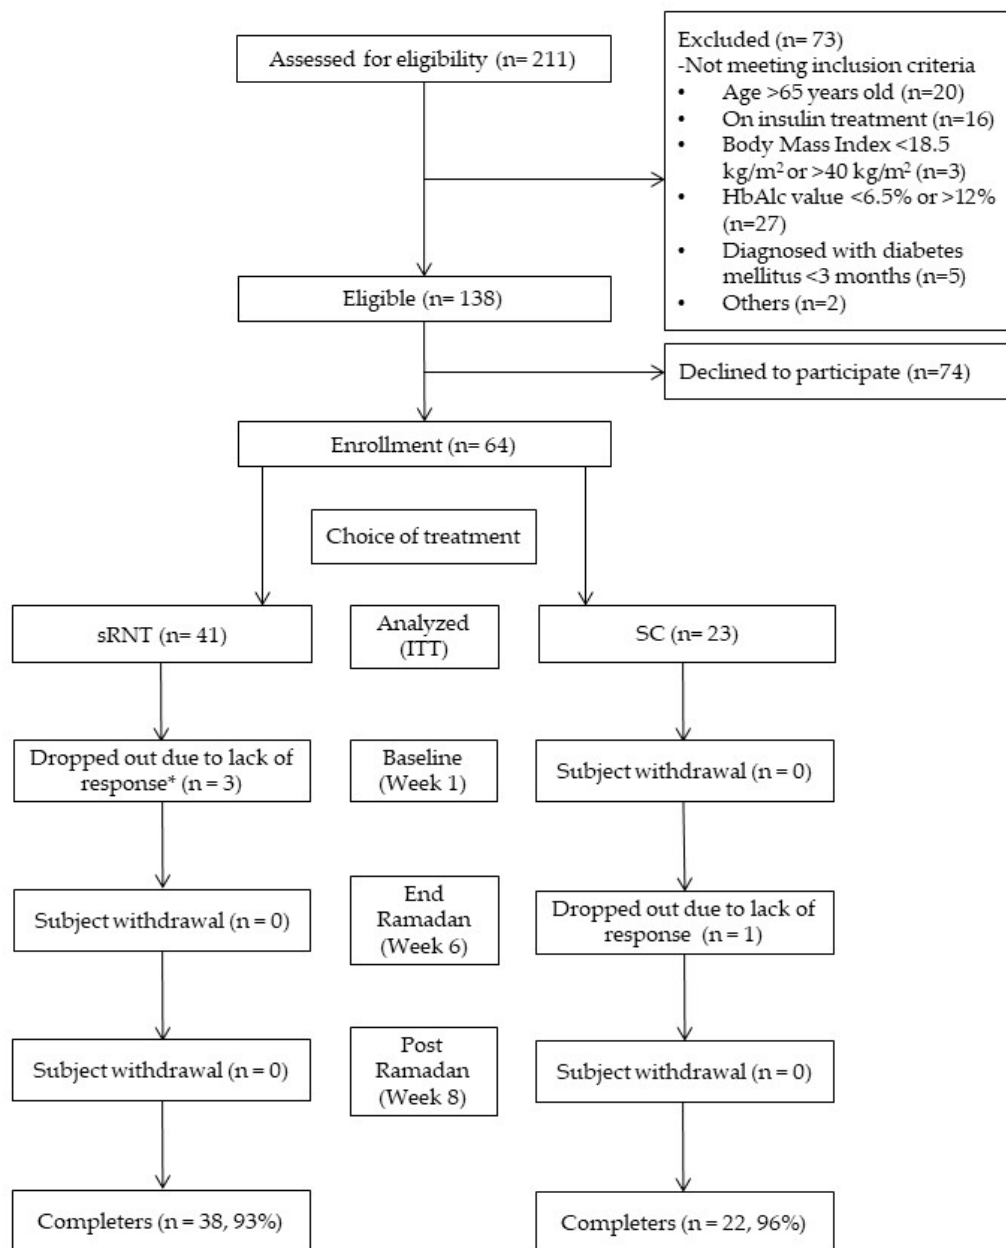 Assessed for eligibility (n= 211)
Excluded (n= 73)
-Not meeting inclusion criteria
• Age >65 years old (n=20)
• On insulin treatment (n=16)
• Body Mass Index <18.5
kg/m² or >40 kg/m² (n=3)
• HbAlc value <6.5% or >12%
(n=27)
• Diagnosed with diabetes
mellitus <3 months (n=5)
• Others (n=2)
Eligible (n= 138)
Declined to participate (n=74)
Enrollment (n= 64)
Choice of treatment
sRNT (n= 41)
Analyzed
(ITT)
SC (n= 23)
Dropped out due to lack of
response* (n = 3)
Baseline
(Week 1)
Subject withdrawal (n = 0)
Subject withdrawal (n = 0)
End
Ramadan
(Week 6)
Dropped out due to lack of
response (n = 1)
Subject withdrawal (n = 0)
Post
Ramadan
(Week 8)
Subject withdrawal (n = 0)
Completers (n = 38, 93%)
Completers (n = 22, 96%)